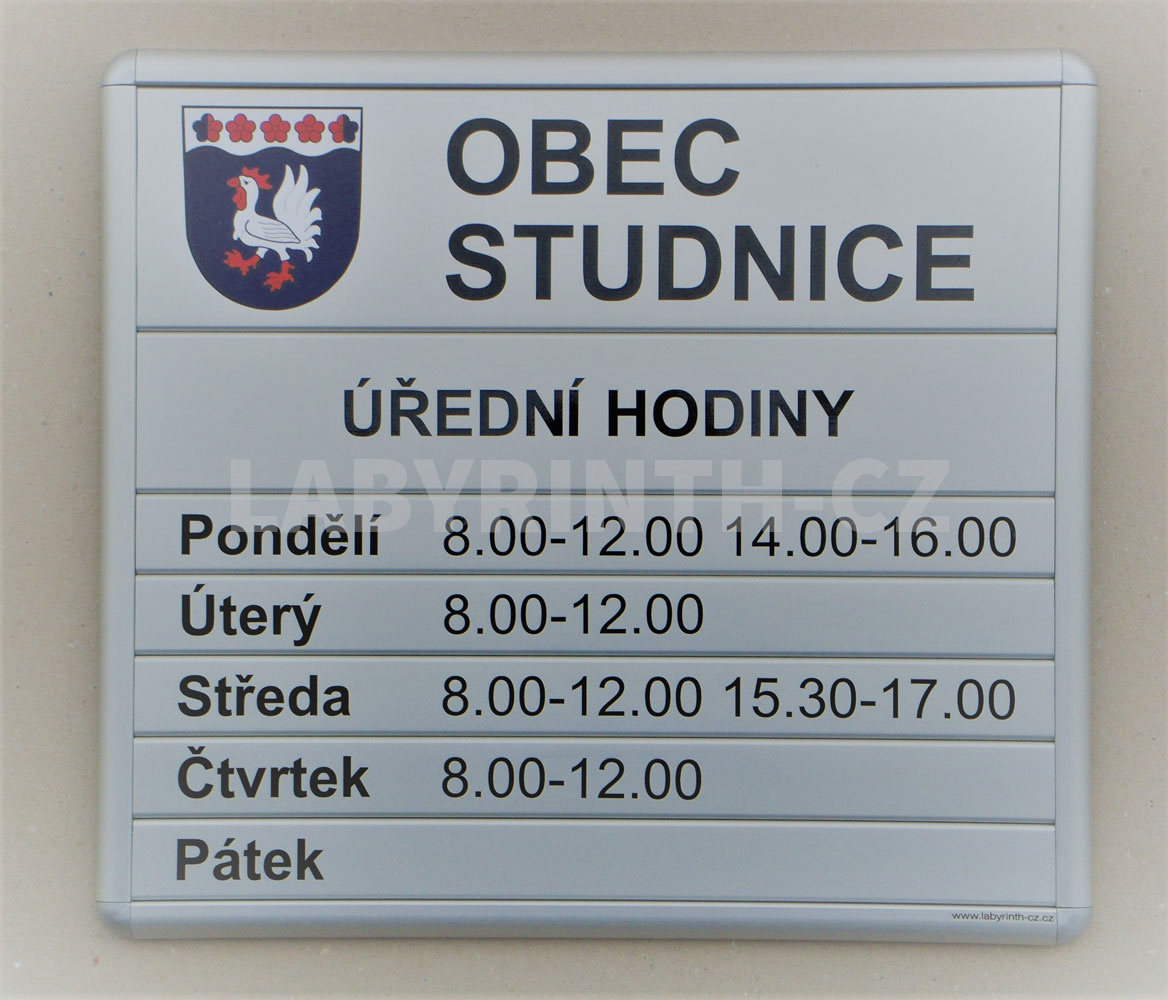 OBEC
STUDNICE
ÚŘEDNÍ HODINY
LABYRINTH-CZ
Pondělí 8.00-12.00 14.00-16.00
Úterý 8.00-12.00
Středa 8.00-12.00 15.30-17.00
Čtvrtek 8.00-12.00
Pátek
www.labyrinth-cz.cz